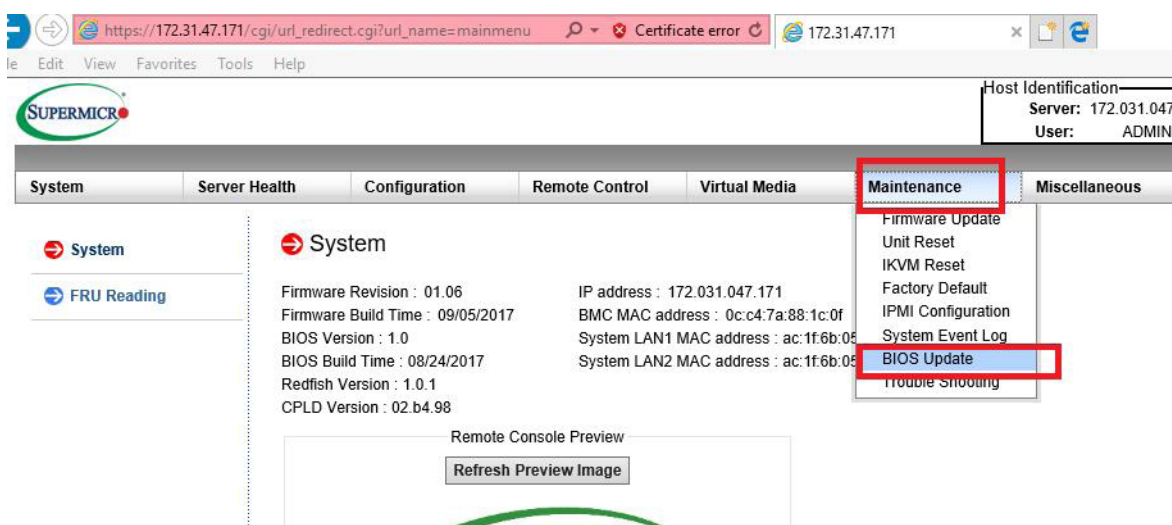 https://172.31.47.171/cgi/url_redirect.cgi?url_name=mainmenu Certificate error 172.31.47.171
Edit View Favorites Tools Help
SUPERMICR
Host Identification
Server: 172.031.047
User: ADMIN
System Server Health Configuration Remote Control Virtual Media Maintenance Miscellaneous
Firmware Update
Unit Reset
IKVM Reset
Factory Default
IPMI Configuration
System Event Log
BIOS Update
Trouble Shooting
System
FRU Reading
System
Firmware Revision : 01.06 IP address : 172.031.047.171
Firmware Build Time : 09/05/2017 BMC MAC address : 0c:c4:7a:88:1c:0f
BIOS Version : 1.0 System LAN1 MAC address : ac:1f:6b:05
BIOS Build Time : 08/24/2017 System LAN2 MAC address : ac:1f:6b:05
Redfish Version : 1.0.1
CPLD Version : 02.b4.98
Remote Console Preview
Refresh Preview Image